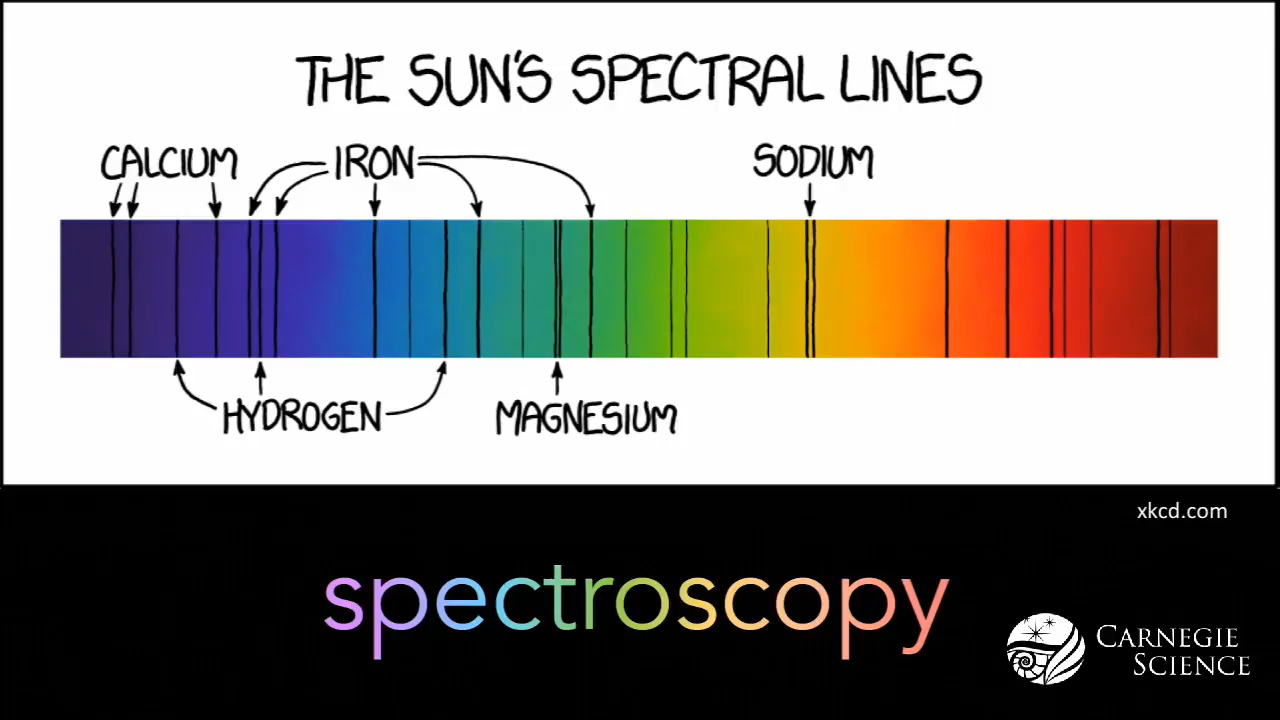 THE SUN'S SPECTRAL LINES
CALCIUM
IRON
SODIUM
HYDROGEN
MAGNESIUM
xkcd.com
spectroscopy
CARNEGIE
SCIENCE